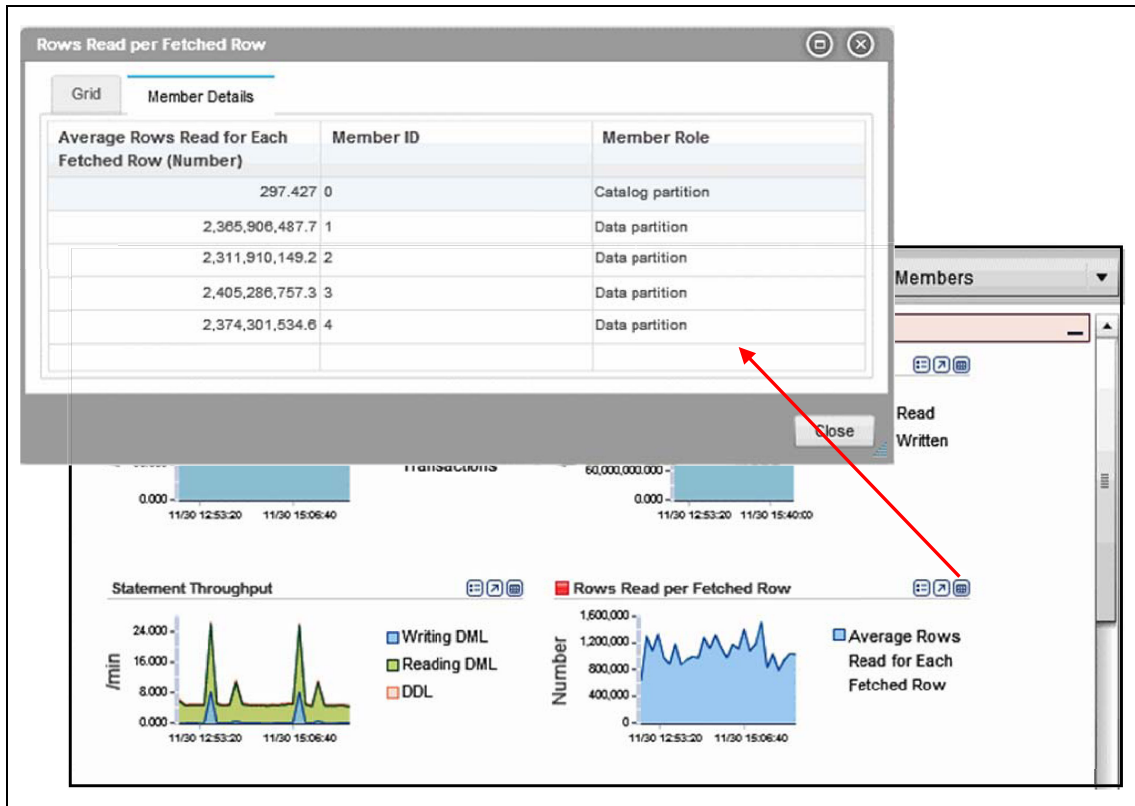 Rows Read per Fetched Row
Grid
Member Details
Average Rows Read for Each
Fetched Row (Number)
Member ID
Member Role
297.427 0 Catalog partition
2,365,906,487.7 1 Data partition
2,311,910,149.2 2 Data partition
2,405,286,757.3 3 Data partition
2,374,301,534.6 4 Data partition
Close
Members
Read
Written
Transactions
0.000
11/30 12:53:20 11/30 15:06:40
60,000,000.000
0.000
11/30 12:53:20 11/30 15:40:00
Statement Throughput
/min
24.000
16.000
8.000
0.000
11/30 12:53:20 11/30 15:06:40
Writing DML
Reading DML
DDL
Rows Read per Fetched Row
Number
1,600,000
1,200,000
800,000
400,000
0
11/30 12:53:20 11/30 15:06:40
Average Rows
Read for Each
Fetched Row